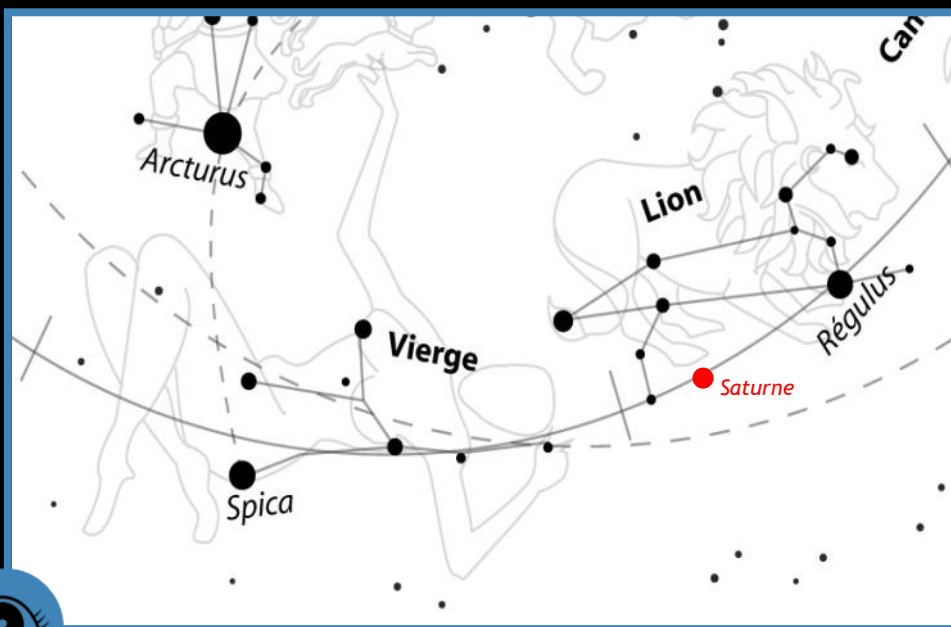 Can
Arcturus
Lion
Régulus
Vierge
Saturne
Spica